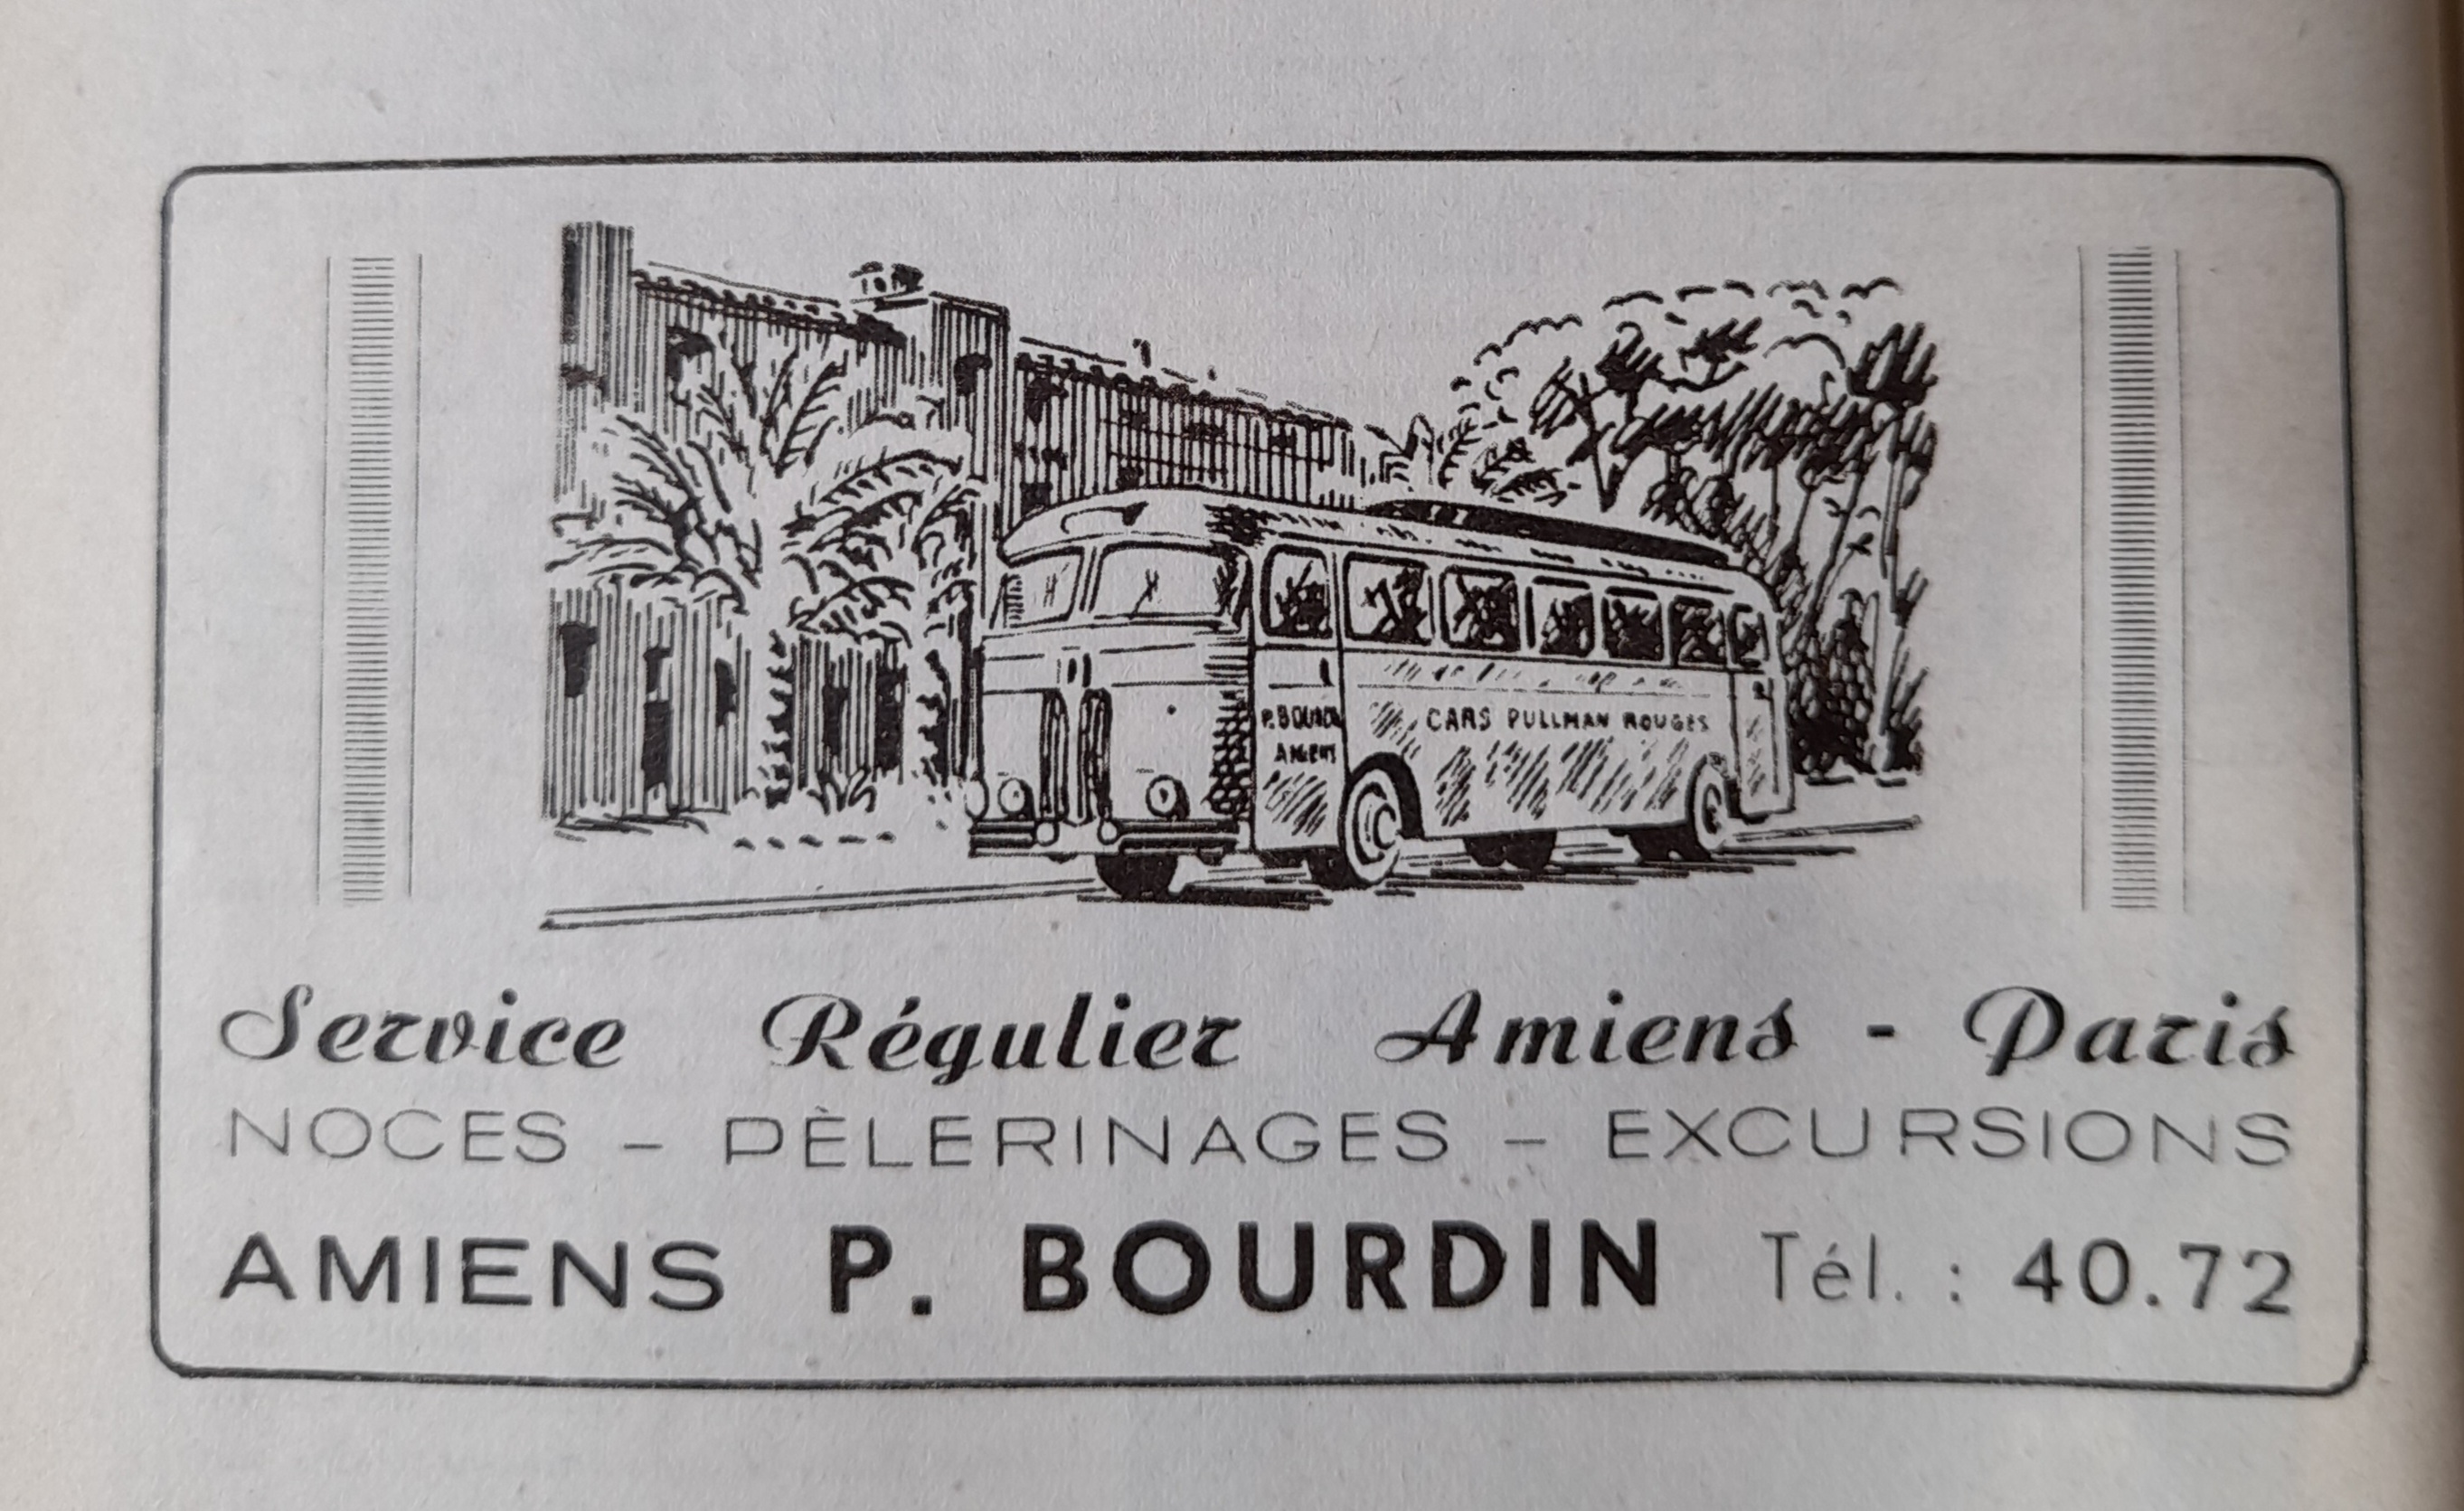 P. BOURDIN
AMIENS
CARS PULLMAN ROUGES
Service Régulier Amiens - Paris
NOCES - PÈLERINAGES - EXCURSIONS
AMIENS P. BOURDIN Tél. : 40.72